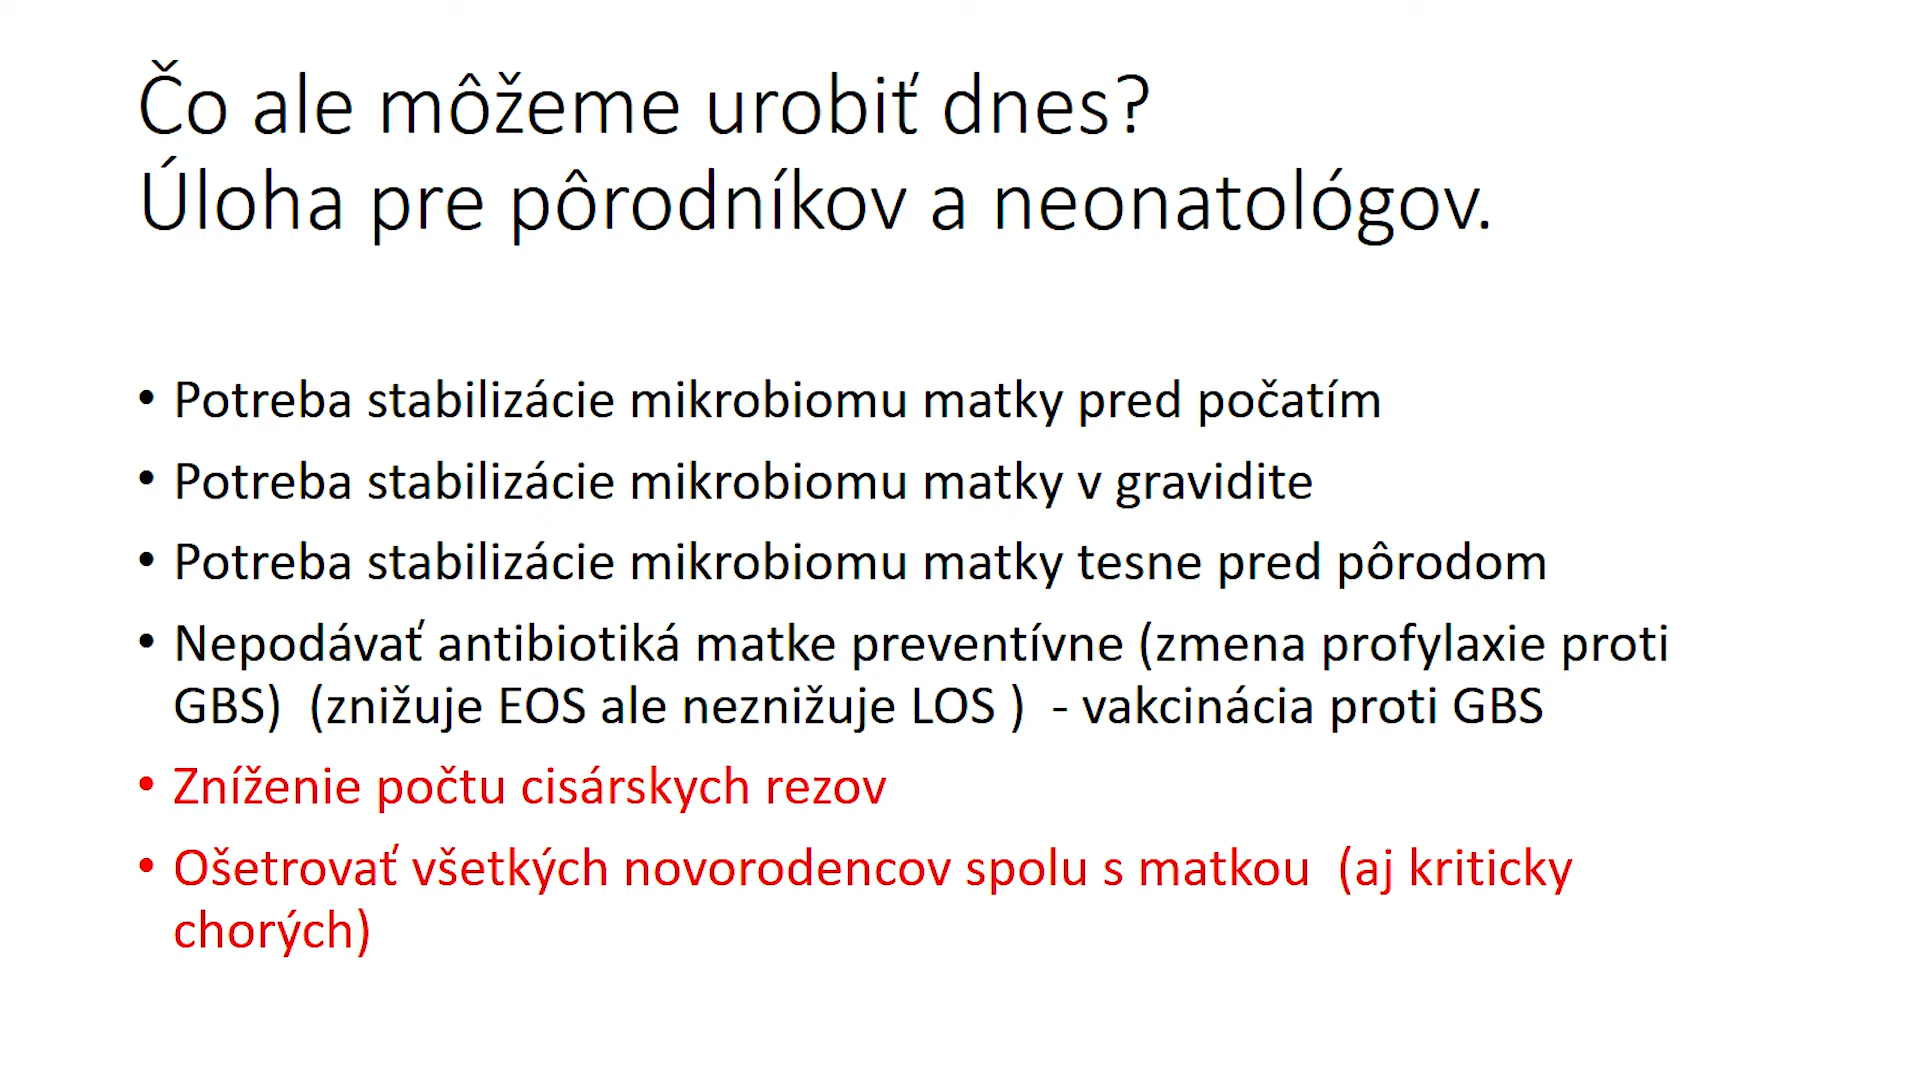 Čo ale môžeme urobiť dnes?
Úloha pre pôrodníkov a neonatológov.
• Potreba stabilizácie mikrobiomu matky pred počatím
• Potreba stabilizácie mikrobiomu matky v gravidite
• Potreba stabilizácie mikrobiomu matky tesne pred pôrodom
• Nepodávať antibiotiká matke preventívne (zmena profylaxie proti
GBS) (znižuje EOS ale neznižuje LOS ) - vakcinácia proti GBS
• Zníženie počtu cisárskych rezov
• Ošetrovať všetkých novorodencov spolu s matkou (aj kriticky
chorých)